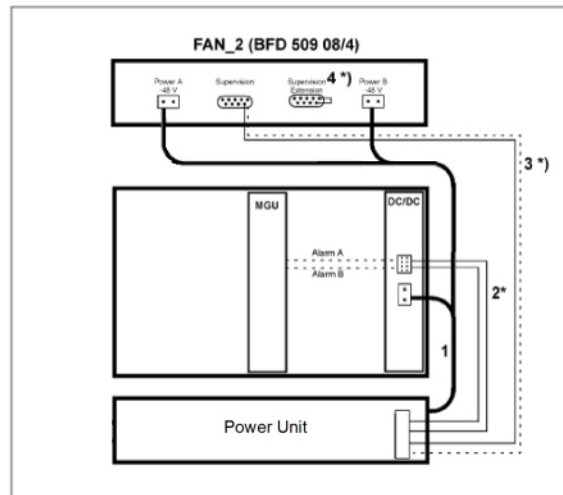 FAN_2 (BFD 509 08/4)
Power A
-48 V
Supervision
Supervision
Extension
4 *)
Power B
-48 V
3 *)
MGU
DC/DC
Alarm A
Alarm B
2*
1
Power Unit